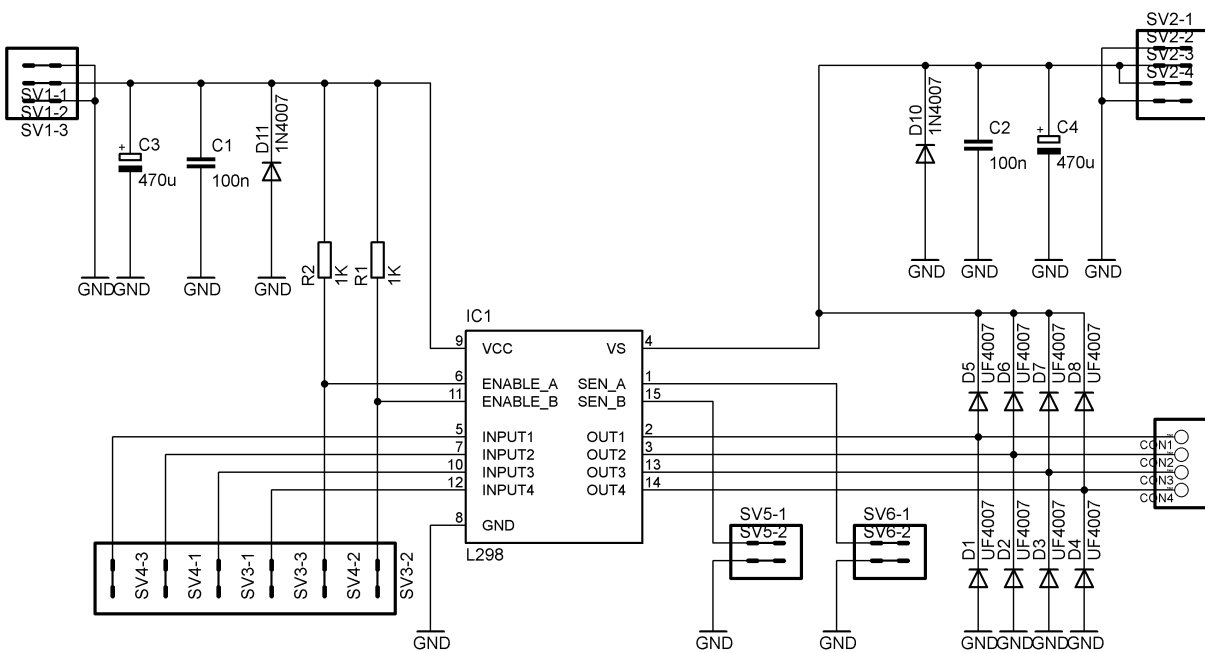 SV2-1
SV2-2
SV2-3
SV2-4
SV1-1
SV1-2
SV1-3
+
C3
470u
C1
100n
D11
1N4007
D10
1N4007
C2
100n
+
C4
470u
R2
1K
R1
1K
GND
GND
GND
GND
GND
GND
GND
GND
IC1
9
VCC
VS
4
6
ENABLE_A
SEN_A
1
11
ENABLE_B
SEN_B
15
5
INPUT1
OUT1
2
7
INPUT2
OUT2
3
10
INPUT3
OUT3
13
12
INPUT4
OUT4
14
8
GND
L298
D5
UF4007
D6
UF4007
D7
UF4007
D8
UF4007
CON1
CON2
CON3
CON4
SV5-1
SV5-2
SV6-1
SV6-2
D1
UF4007
D2
UF4007
D3
UF4007
D4
UF4007
SV4-3
SV4-1
SV3-1
SV3-3
SV4-2
SV3-2
GND
GND
GND
GND
GND
GND
GND